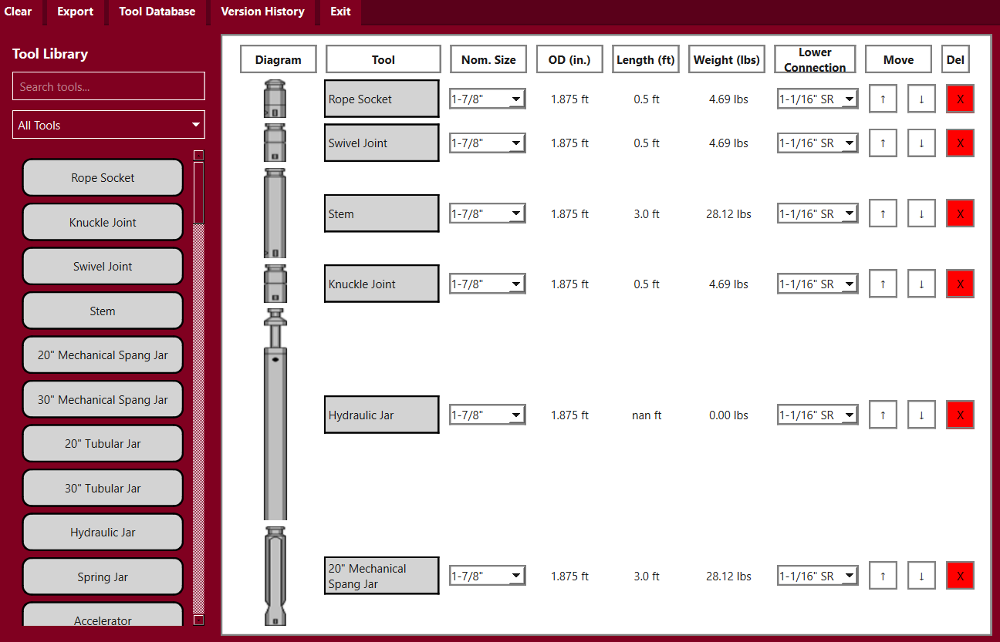 Clear Export Tool Database Version History Exit
Tool Library
Search tools...
All Tools
Rope Socket
Knuckle Joint
Swivel Joint
Stem
20" Mechanical Spang Jar
30" Mechanical Spang Jar
20" Tubular Jar
30" Tubular Jar
Hydraulic Jar
Spring Jar
Accelerator
Diagram Tool Nom. Size OD (in.) Length (ft) Weight (lbs) Lower Move Del
Connection
Rope Socket 1-7/8" 1.875 ft 0.5 ft 4.69 lbs 1-1/16" SR ↑ ↓ X
Swivel Joint 1-7/8" 1.875 ft 0.5 ft 4.69 lbs 1-1/16" SR ↑ ↓ X
Stem 1-7/8" 1.875 ft 3.0 ft 28.12 lbs 1-1/16" SR ↑ ↓ X
Knuckle Joint 1-7/8" 1.875 ft 0.5 ft 4.69 lbs 1-1/16" SR ↑ ↓ X
Hydraulic Jar 1-7/8" 1.875 ft nan ft 0.00 lbs 1-1/16" SR ↑ ↓ X
20" Mechanical 1-7/8" 1.875 ft 3.0 ft 28.12 lbs 1-1/16" SR ↑ ↓ X
Spang Jar